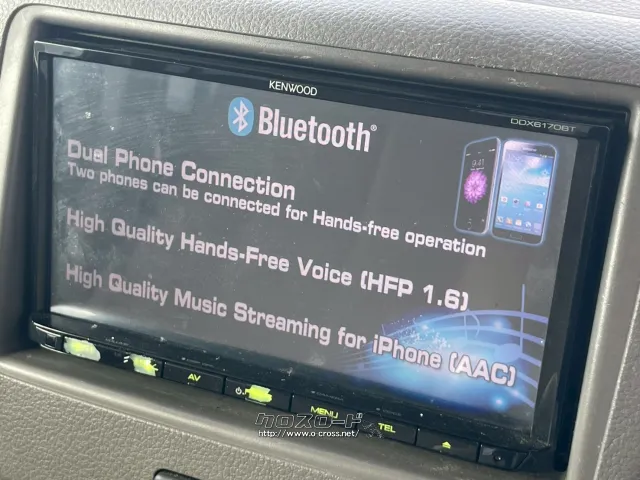 KENWOOD
DDX6170BT
Bluetooth®
Dual Phone Connection
Two phones can be connected for Hands-free operation
High Quality Hands-Free Voice (HFP 1.6)
High Quality Music Streaming for iPhone (AAC)
AV
MENU
TEL
クロスロード
http://www.o-cross.net/